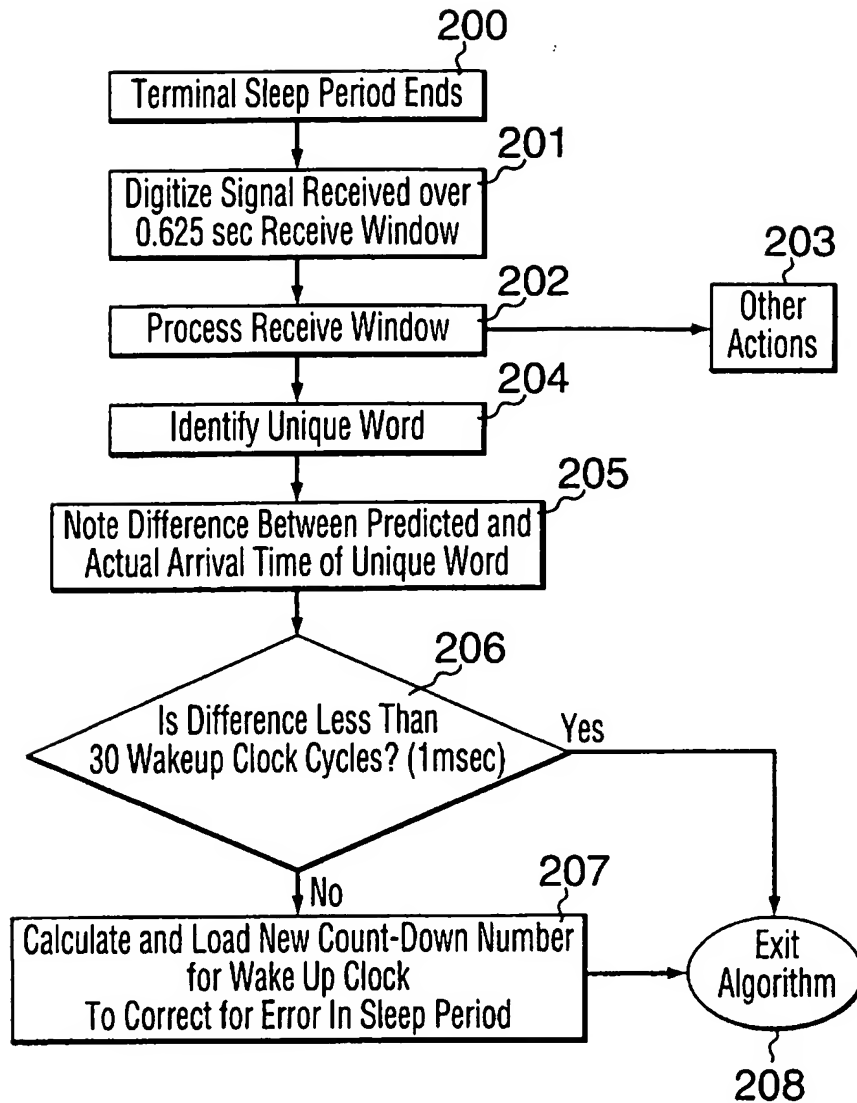 200
Terminal Sleep Period Ends
201
Digitize Signal Received over
0.625 sec Receive Window
202
Process Receive Window
203
Other
Actions
204
Identify Unique Word
205
Note Difference Between Predicted and
Actual Arrival Time of Unique Word
206
Is Difference Less Than
30 Wakeup Clock Cycles? (1msec)
Yes
No
207
Calculate and Load New Count-Down Number
for Wake Up Clock
To Correct for Error In Sleep Period
Exit
Algorithm
208